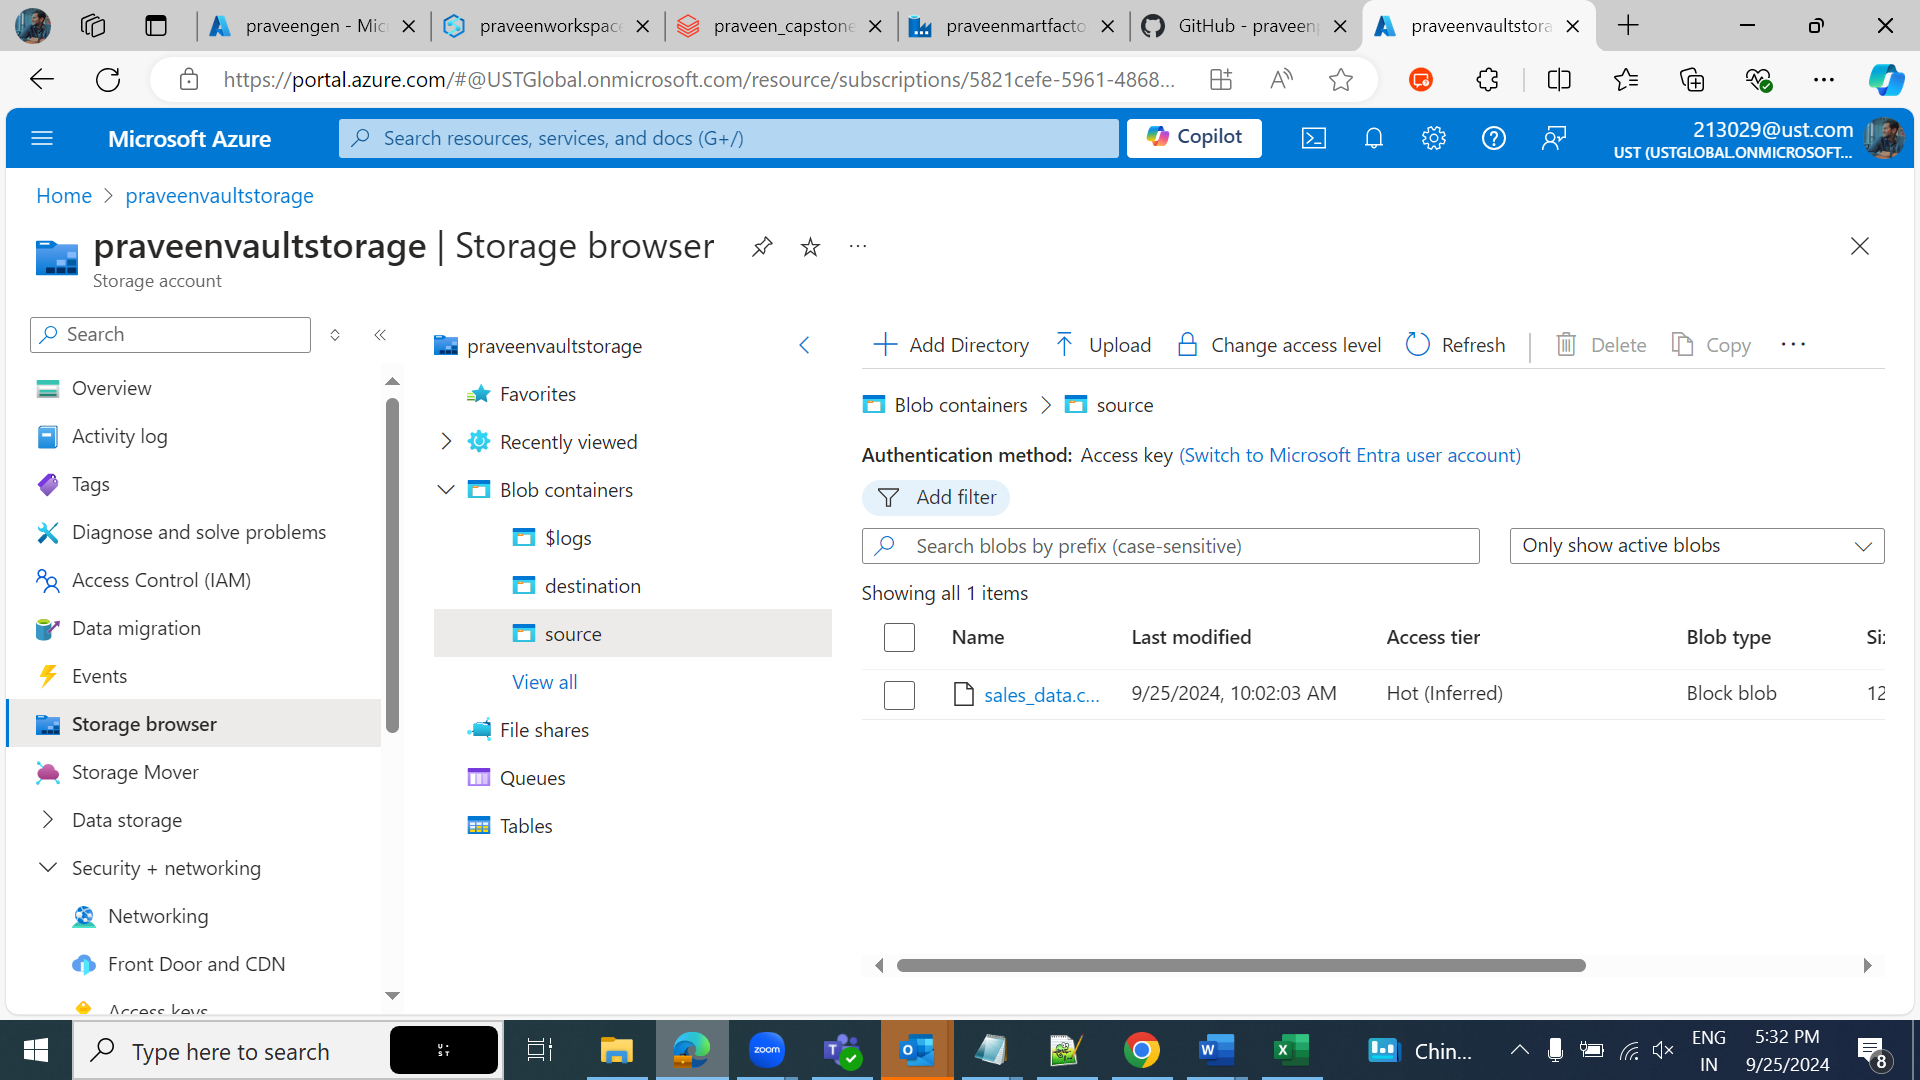 praveengen - Mic
praveenworkspace
praveen_capstone
praveenmartfacto
GitHub - praveenp
praveenvaultstora
https://portal.azure.com/#@USTGlobal.onmicrosoft.com/resource/subscriptions/5821cefe-5961-4868...
Microsoft Azure
Search resources, services, and docs (G+/)
Copilot
213029@ust.com
UST (USTGLOBAL.ONMICROSOFT...
Home > praveenvaultstorage
praveenvaultstorage | Storage browser
Storage account
Search
Overview
Activity log
Tags
Diagnose and solve problems
Access Control (IAM)
Data migration
Events
Storage browser
Storage Mover
Data storage
Security + networking
Networking
Front Door and CDN
Access keys
praveenvaultstorage
Favorites
Recently viewed
Blob containers
$logs
destination
source
View all
File shares
Queues
Tables
Add Directory
Upload
Change access level
Refresh
Delete
Copy
Blob containers > source
Authentication method: Access key (Switch to Microsoft Entra user account)
Add filter
Search blobs by prefix (case-sensitive)
Only show active blobs
Showing all 1 items
Name Last modified Access tier Blob type Siz
sales_data.c... 9/25/2024, 10:02:03 AM Hot (Inferred) Block blob 12
Type here to search
U S T
zoom
Chin...
ENG
IN
5:32 PM
9/25/2024
8